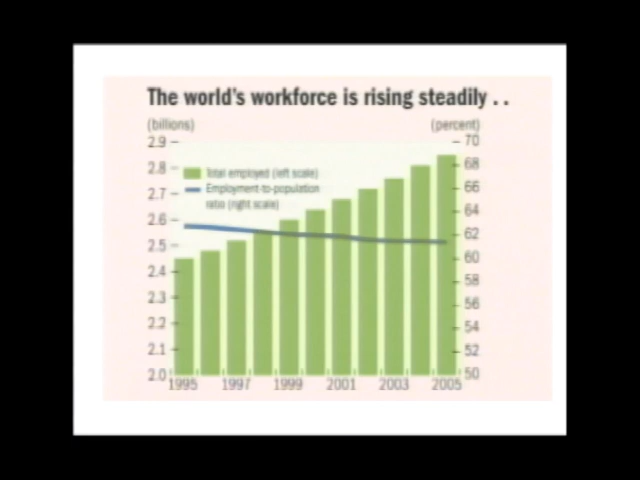 The world's workforce is rising steadily . .
(billions) (percent)
2.9 70
2.8 68
2.7 66
2.6 64
2.5 62
2.4 60
2.3 58
2.2 56
2.1 54
2.0 52
50
Total employed (left scale)
Employment-to-population
ratio (right scale)
1995 1997 1999 2001 2003 2005